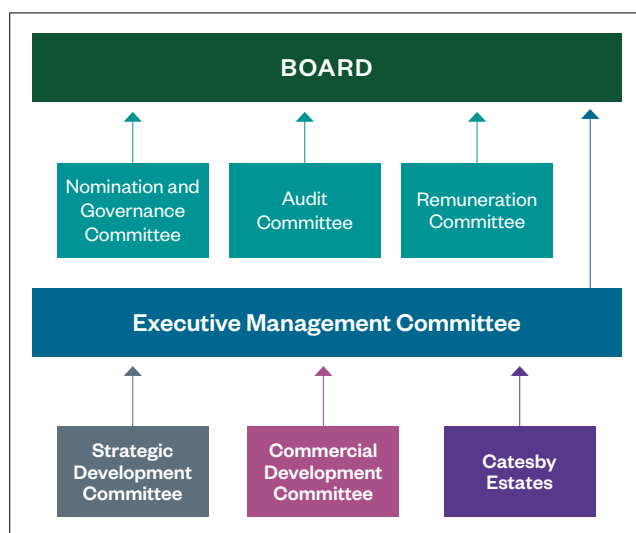 BOARD
Nomination and
Governance
Committee
Audit
Committee
Remuneration
Committee
Executive Management Committee
Strategic
Development
Committee
Commercial
Development
Committee
Catesby
Estates